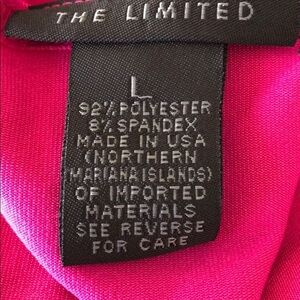 THE LIMITED
L
92% POLYESTER
8% SPANDEX
MADE IN USA
(NORTHERN
MARIANA ISLANDS)
OF IMPORTED
MATERIALS
SEE REVERSE
FOR CARE